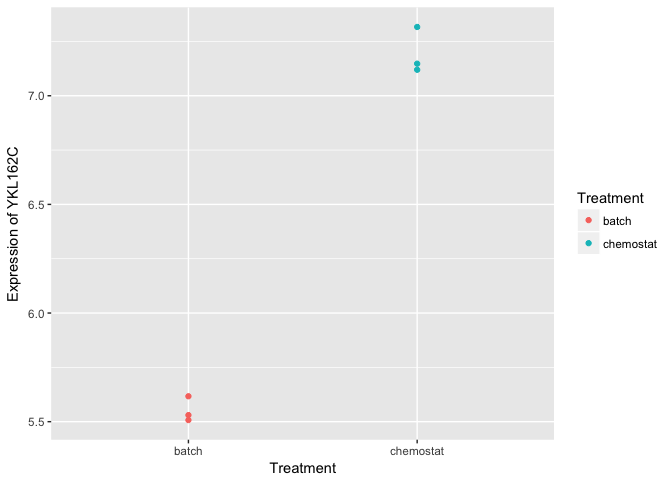 Expression of YKL162C
7.0
6.5
6.0
5.5
batch
chemostat
Treatment
Treatment
batch
chemostat